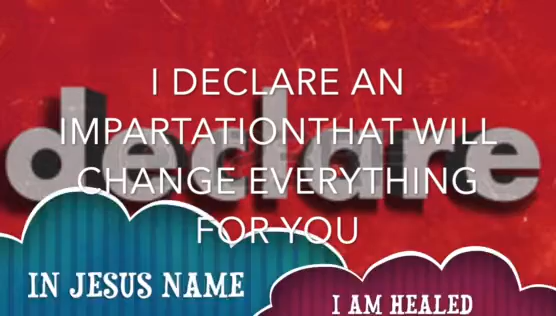 I DECLARE AN
IMPARTATIONTHAT WILL
declare
CHANGE EVERYTHING
FOR YOU
IN JESUS NAME
I AM HEALED